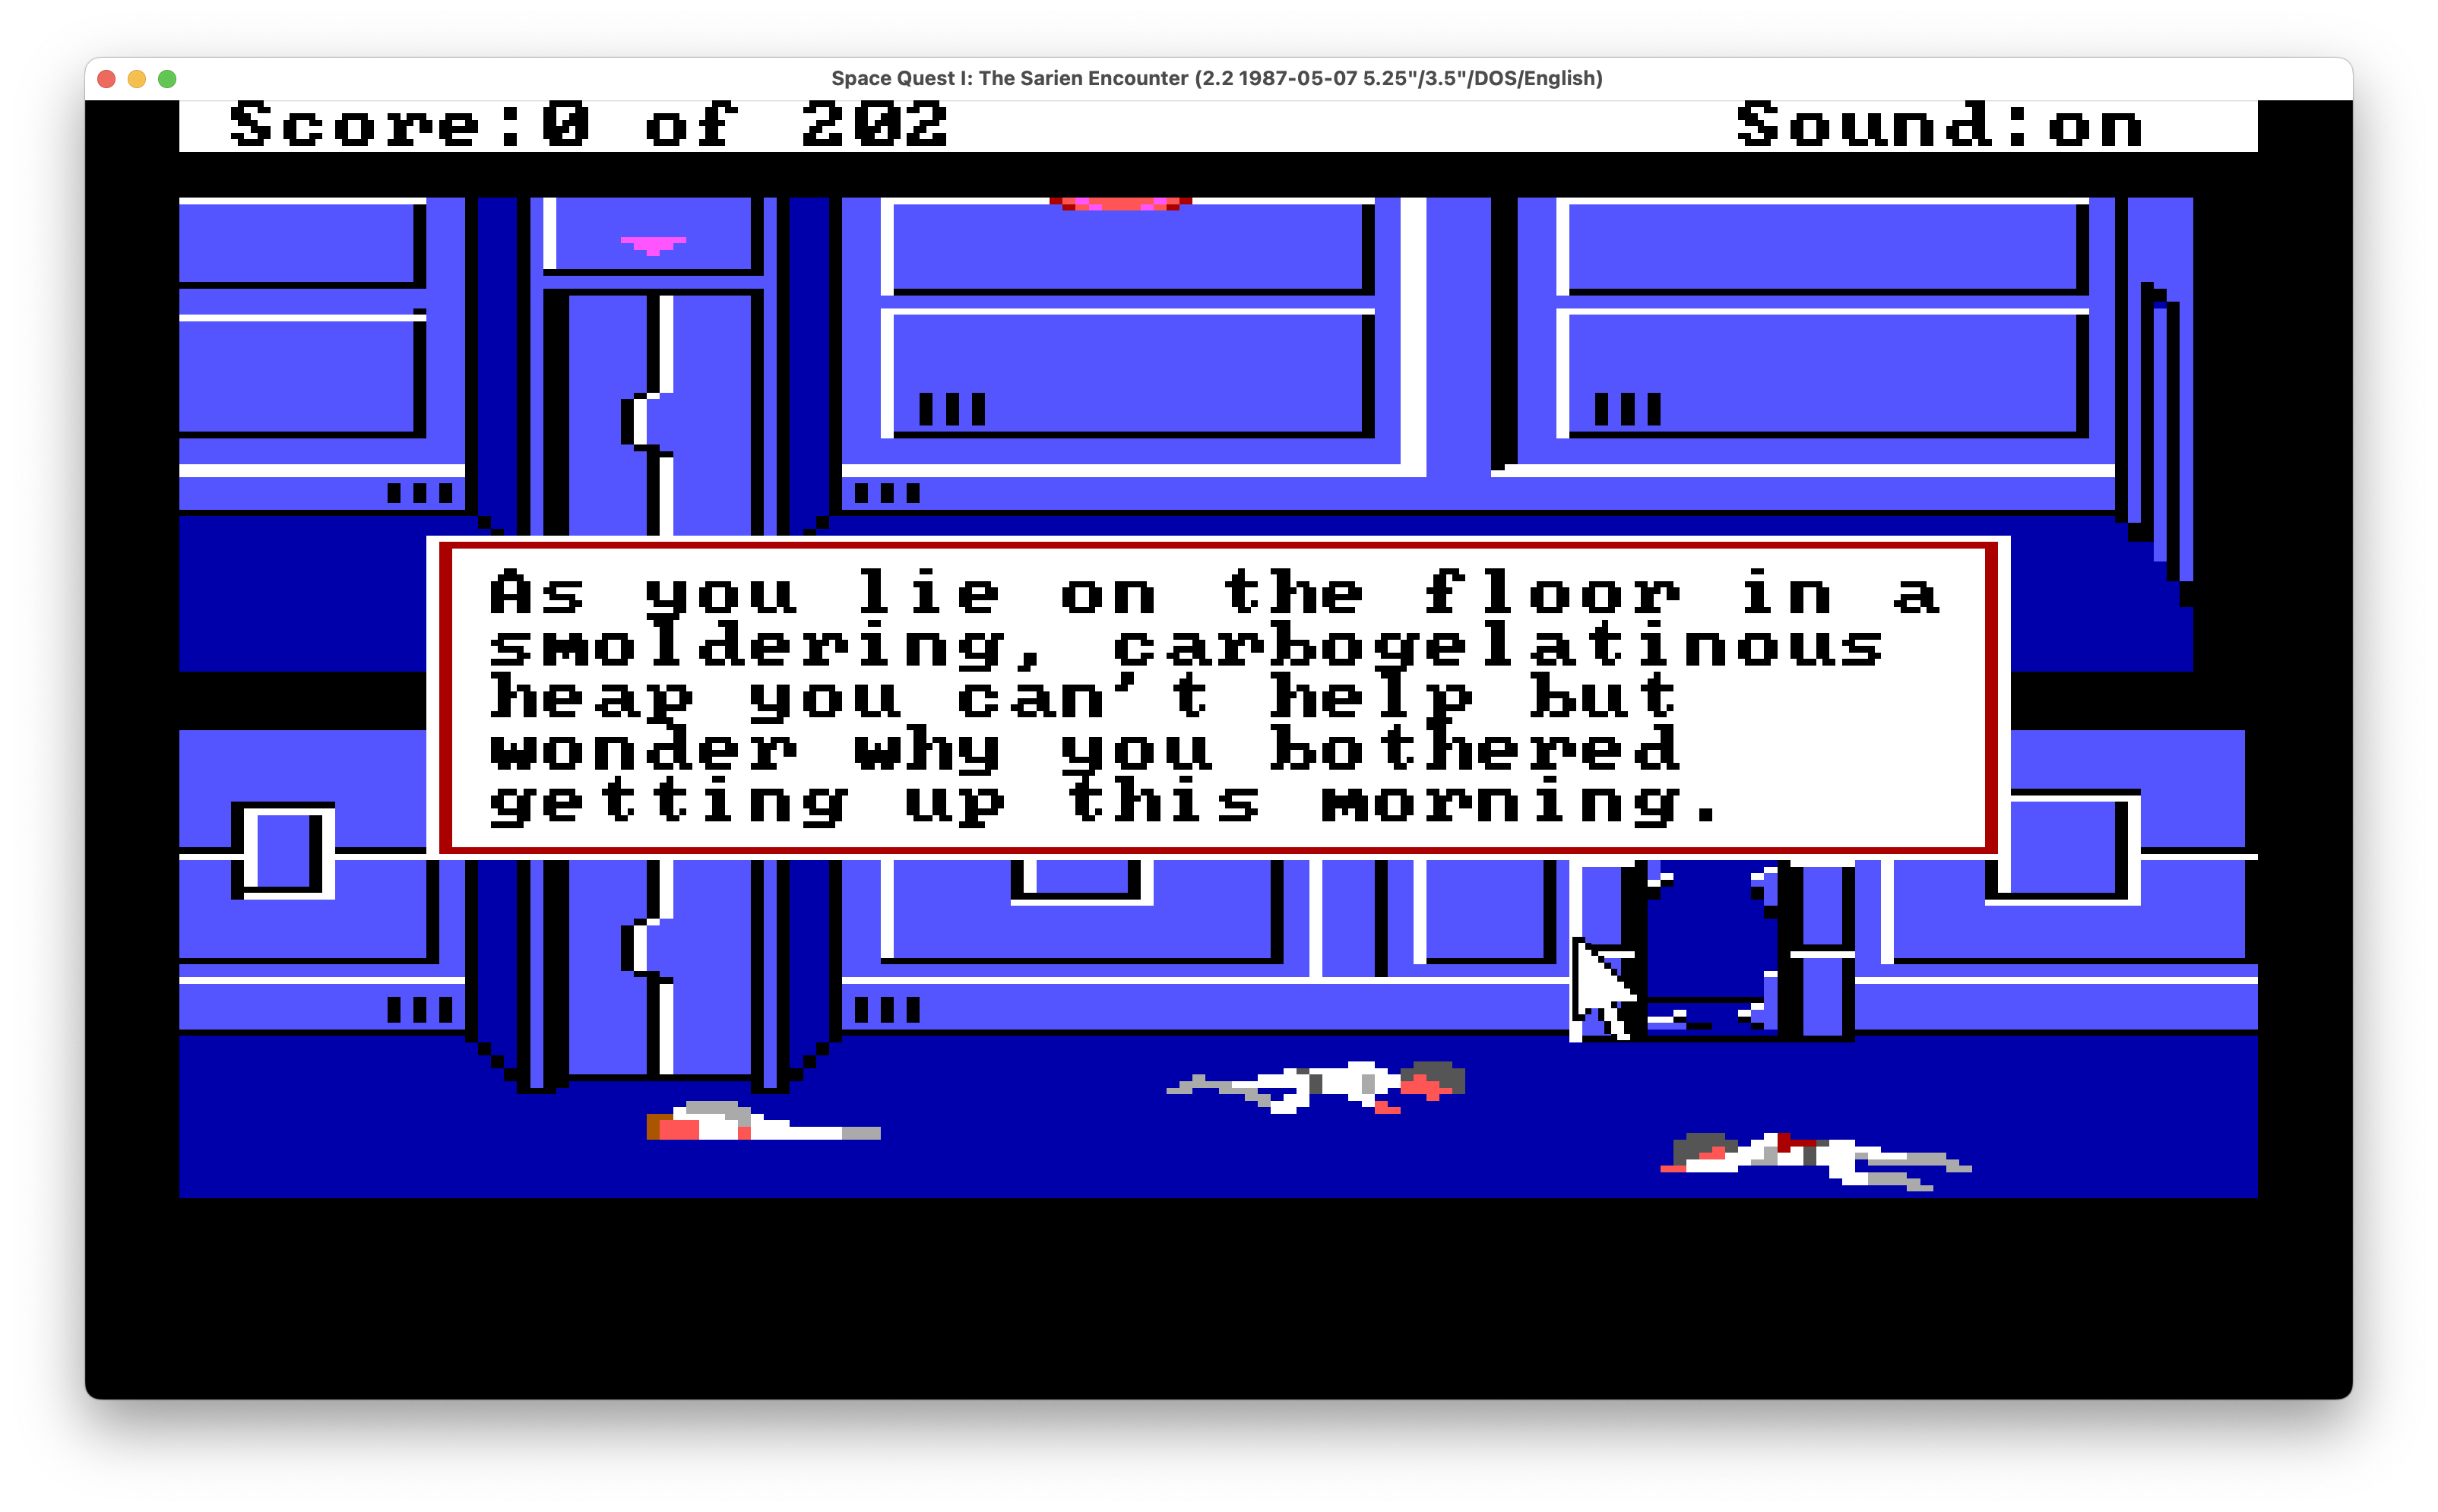 Space Quest I: The Sarien Encounter (2.2 1987-05-07 5.25"/3.5"/DOS/English)
Score:0 of 202 Sound:on
As you lie on the floor in a
smoldering, carbogelatinous
heap you can't help but
wonder why you bothered
getting up this morning.